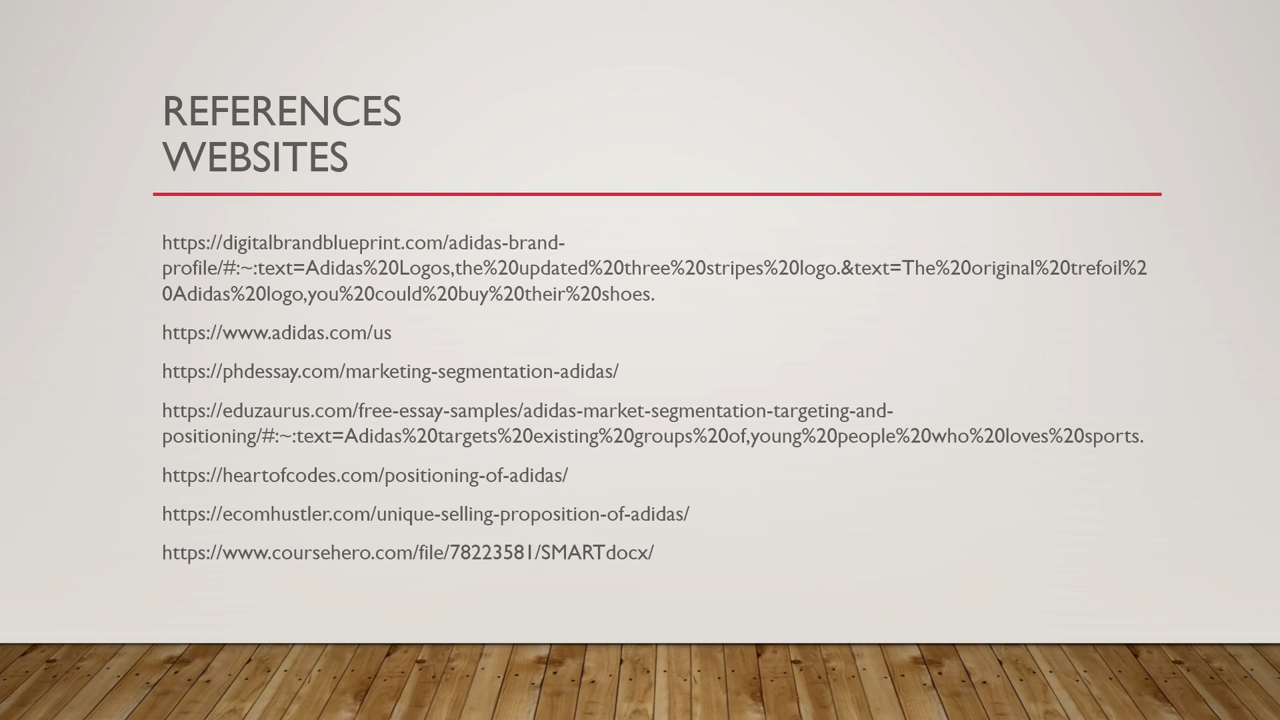 REFERENCES
WEBSITES
https://digitalbrandblueprint.com/adidas-brand-
profile/#:~:text=Adidas%20Logos,the%20updated%20three%20stripes%20logo.&text=The%20original%20trefoil%2
0Adidas%20logo,you%20could%20buy%20their%20shoes.
https://www.adidas.com/us
https://phdessay.com/marketing-segmentation-adidas/
https://eduzaurus.com/free-essay-samples/adidas-market-segmentation-targeting-and-
positioning/#:~:text=Adidas%20targets%20existing%20groups%20of,young%20people%20who%20loves%20sports.
https://heartofcodes.com/positioning-of-adidas/
https://ecomhustler.com/unique-selling-proposition-of-adidas/
https://www.coursehero.com/file/78223581/SMARTdocx/